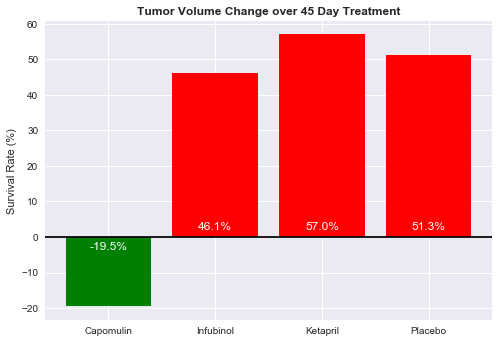 Tumor Volume Change over 45 Day Treatment
Survival Rate (%)
60
50
40
30
20
10
0
−10
−20
-19.5%
46.1%
57.0%
51.3%
Capomulin
Infubinol
Ketapril
Placebo